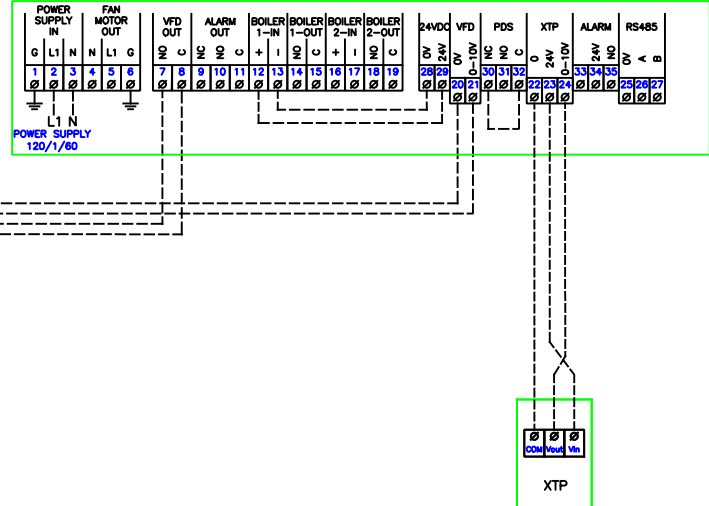 POWER SUPPLY IN
FAN MOTOR OUT
VFD OUT
ALARM OUT
BOILER 1-IN
BOILER 1-OUT
BOILER 2-IN
BOILER 2-OUT
24VDC
VFD
PDS
XTP
ALARM
RS485
G L1 N N L1 G
NO C NC NO C + - NO C + - NO C
0V 24V 0V 0-10V NC NO C 0 24V 0-10V 24V NO 0V A B
1 2 3 4 5 6
7 8 9 10 11 12 13 14 15 16 17 18 19
28 29 20 21 30 31 32 22 23 24 33 34 35 25 26 27
L1 N
POWER SUPPLY
120/1/60
COM Vout Vin
XTP